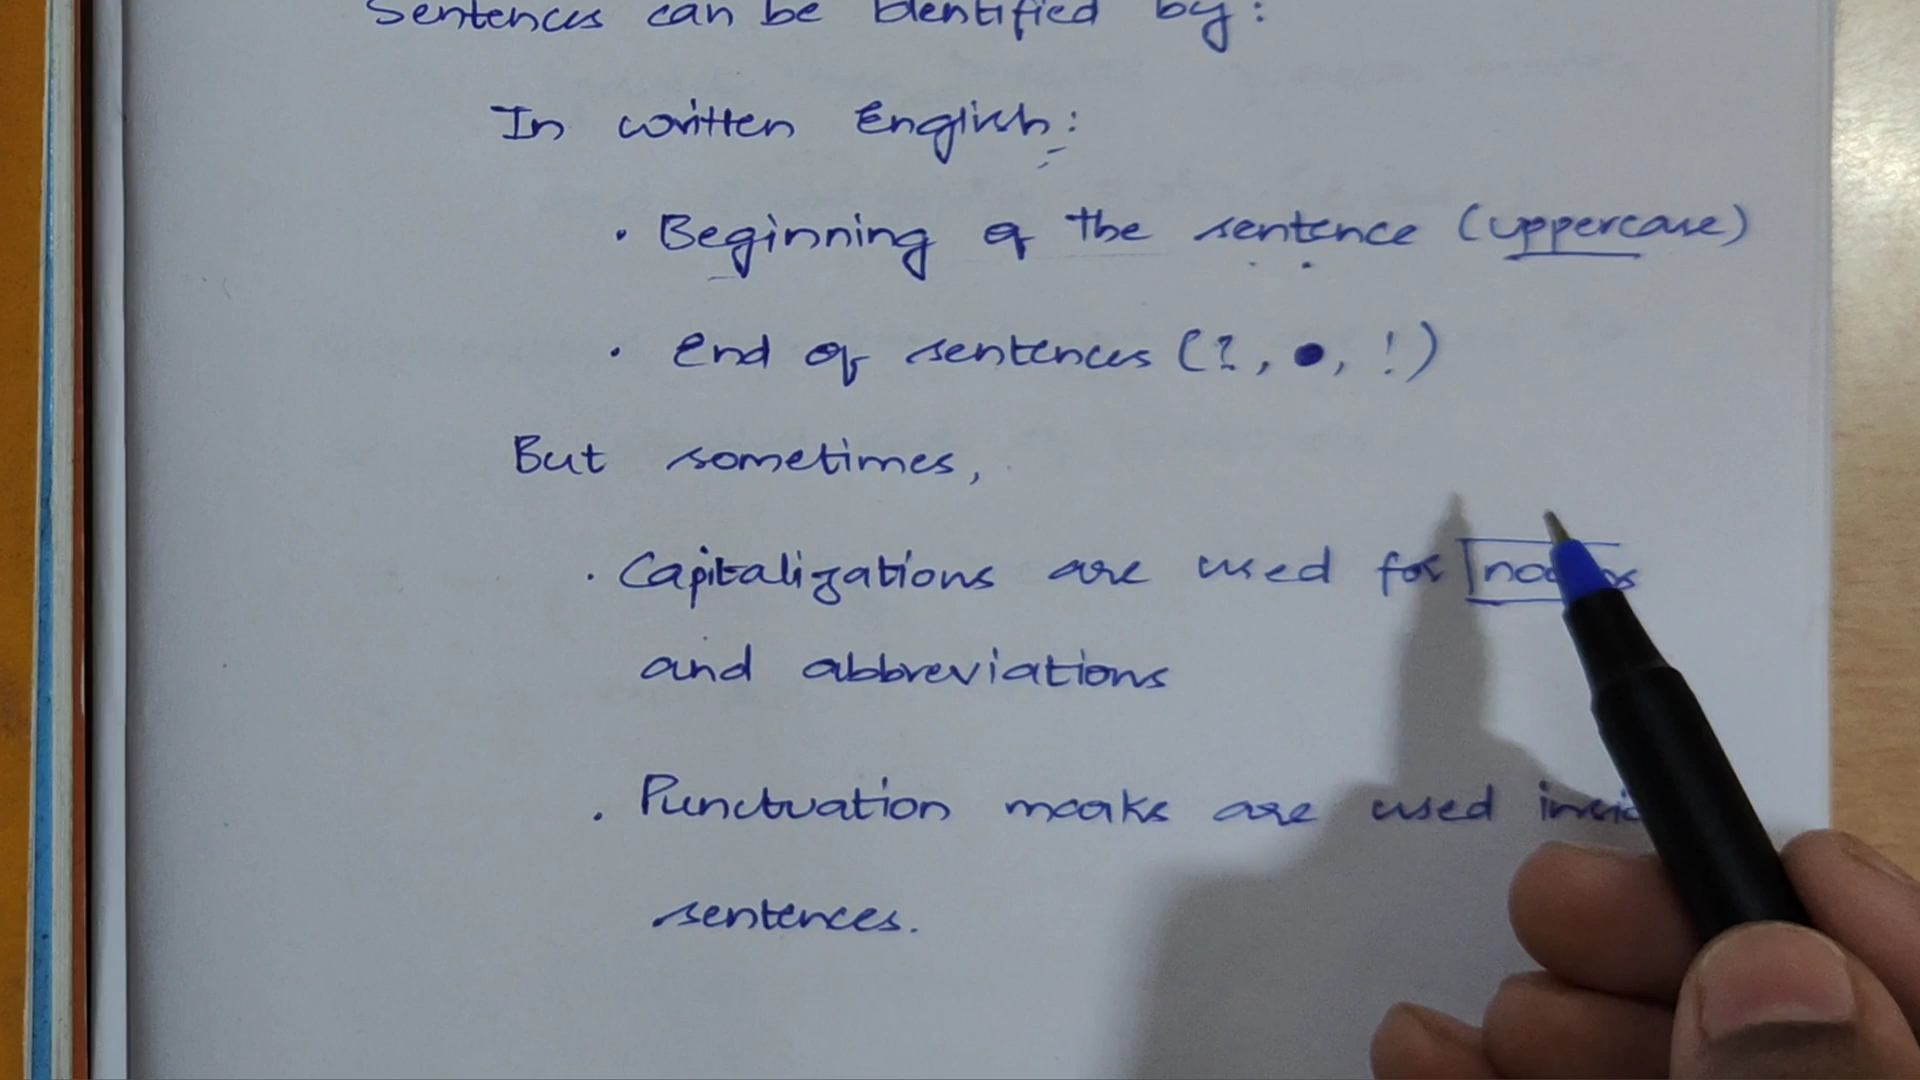 Sentences can be identified by:
In written English:
• Beginning of the sentence (uppercase)
• End of sentences (?, ., !)
But sometimes,
• Capitalizations are used for
and abbreviations
• Punctuation marks are used
sentences.